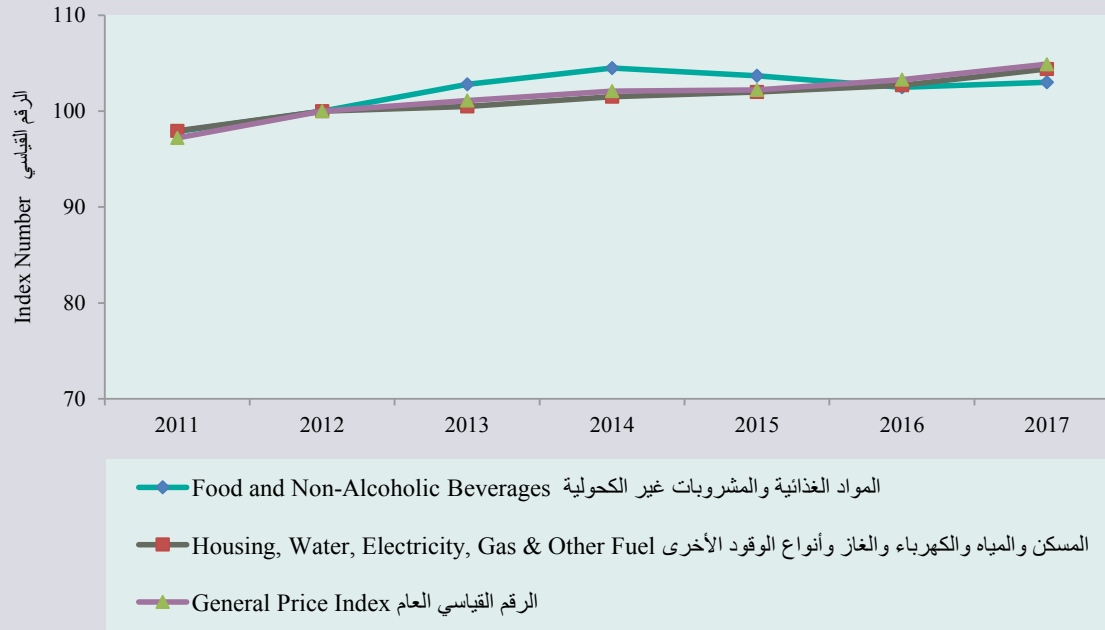 110
100
90
80
70
Index Number الرقم القياسي
2011 2012 2013 2014 2015 2016 2017
Food and Non-Alcoholic Beverages المواد الغذائية والمشروبات غير الكحولية
Housing, Water, Electricity, Gas & Other Fuel المسكن والمياه والكهرباء والغاز وأنواع الوقود الأخرى
General Price Index الرقم القياسي العام